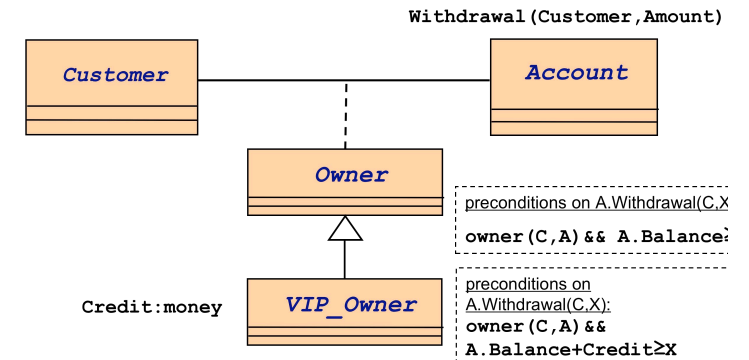 Withdrawal(Customer,Amount)
Customer
Account
Owner
preconditions on A.Withdrawal(C,X
owner(C,A)&& A.Balance≥
Credit:money
VIP_Owner
preconditions on
A.Withdrawal(C,X):
owner(C,A)&&
A.Balance+Credit≥X